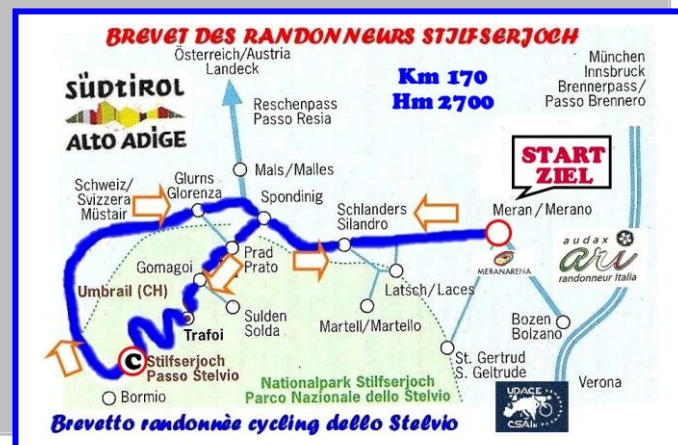 BREVET DES RANDONNEURS STILFSERJOCH
Österreich/Austria
Landeck
Km 170
Hm 2700
München
Innsbruck
Brennerpass/
Passo Brennero
SÜDTIROL
ALTO ADIGE
Reschenpass
Passo Resia
START
ZIEL
Mals/Malles
Glurns
Glorenza
Schweiz/
Svizzera
Müstair
Spondinig
Schlanders
Silandro
Meran/Merano
MERANARENA
audax
ari
randonneur Italia
Prad
Prato
Gomagoi
Umbrail (CH)
Latsch/Laces
Sulden
Solda
Martell/Martello
Trafoi
Bozen
Bolzano
C
Stilfserjoch
Passo Stelvio
St. Gertrud
S. Geltrude
Bormio
Nationalpark Stilfserjoch
Parco Nazionale dello Stelvio
UDACE
CSAIn
Verona
Brevetto randonnèe cycling dello Stelvio